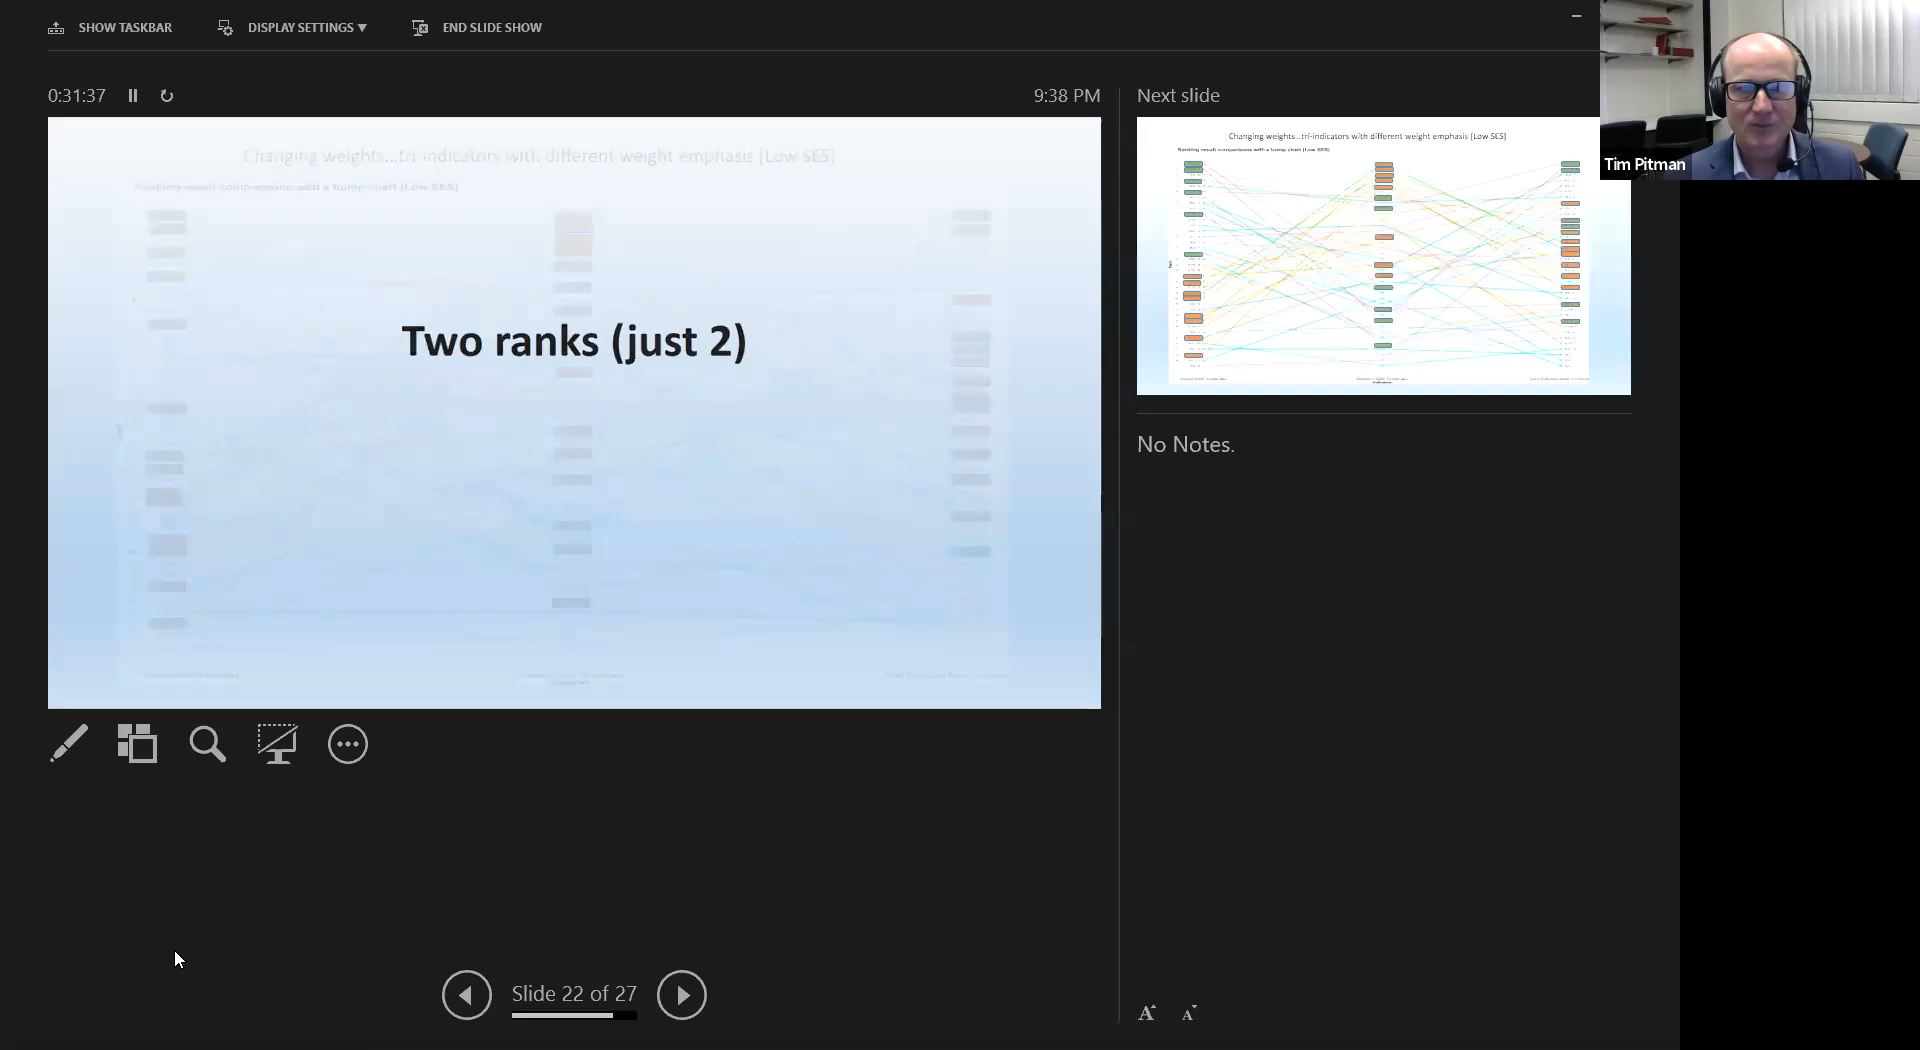 SHOW TASKBAR
DISPLAY SETTINGS
END SLIDE SHOW
0:31:37
9:38 PM
Next slide
Changing weights...tri-indicators with different weight emphasis [Low SES]
Ranking result comparisons with a bump chart (Low SES)
Two ranks (just 2)
Changing weights...tri-indicators with different weight emphasis [Low SES]
Ranking result comparisons with a bump chart (Low SES)
Tim Pitman
No Notes.
Slide 22 of 27
A
A